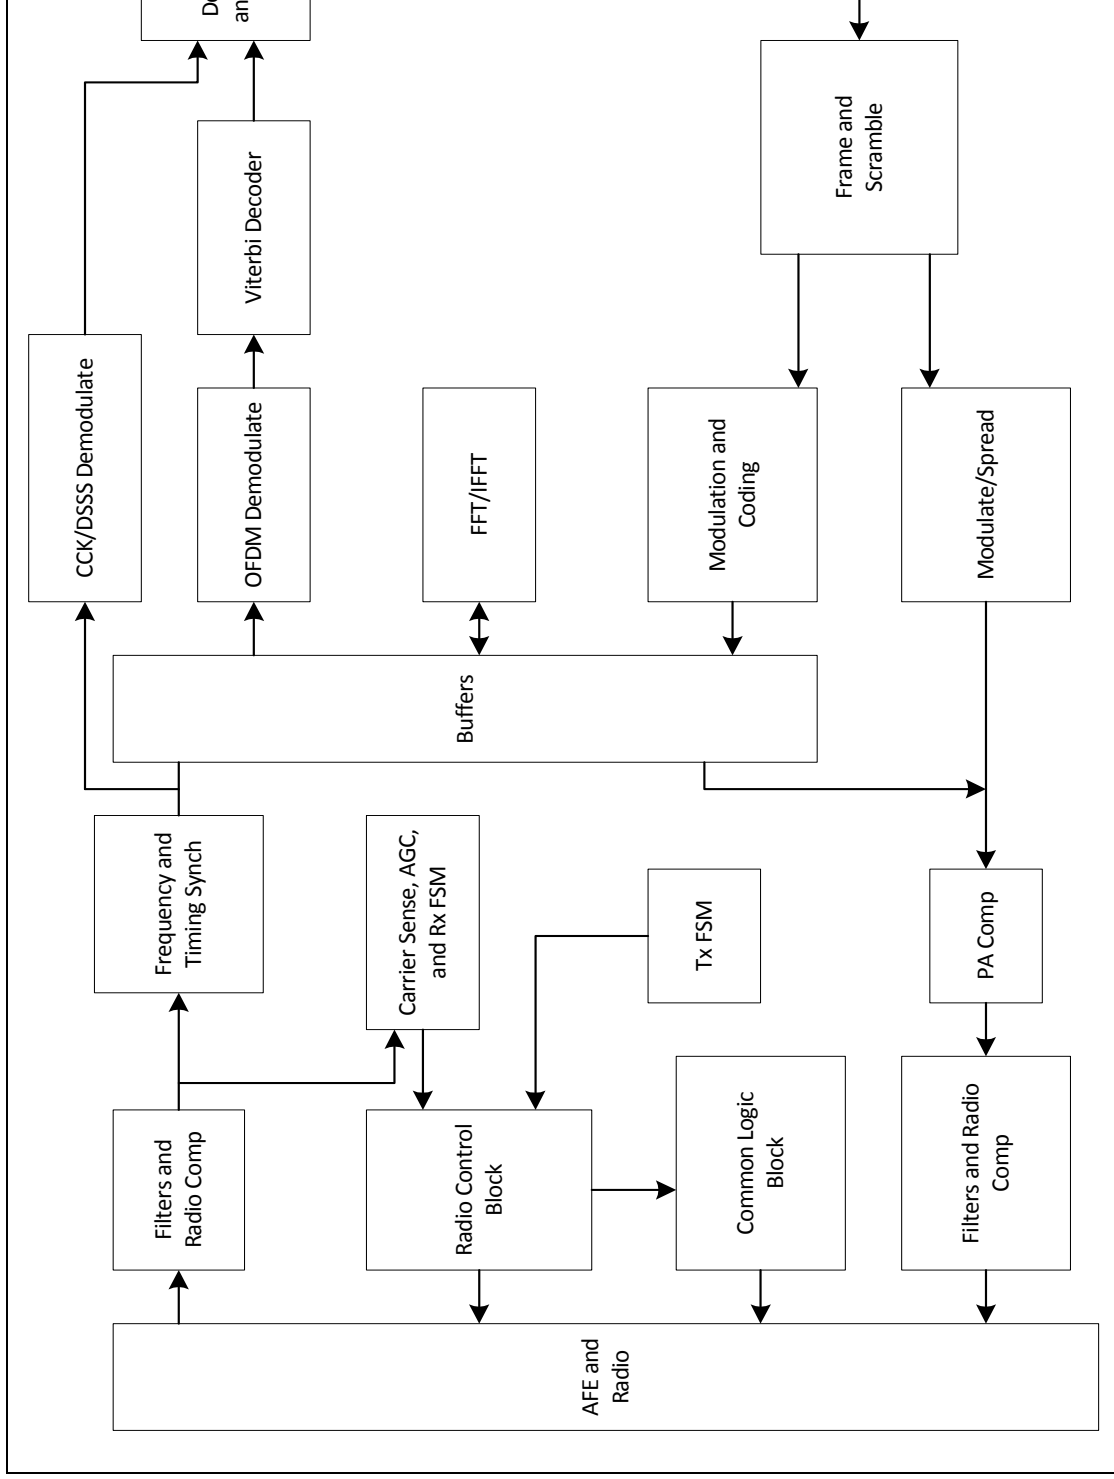 CCK/DSSS Demodulate
OFDM Demodulate
Viterbi Decoder
FFT/IFFT
Frame and
Scramble
Modulation and
Coding
Modulate/Spread
Buffers
Frequency and
Timing Synch
Carrier Sense, AGC,
and Rx FSM
Tx FSM
PA Comp
Filters and
Radio Comp
Radio Control
Block
Common Logic
Block
Filters and Radio
Comp
AFE and
Radio